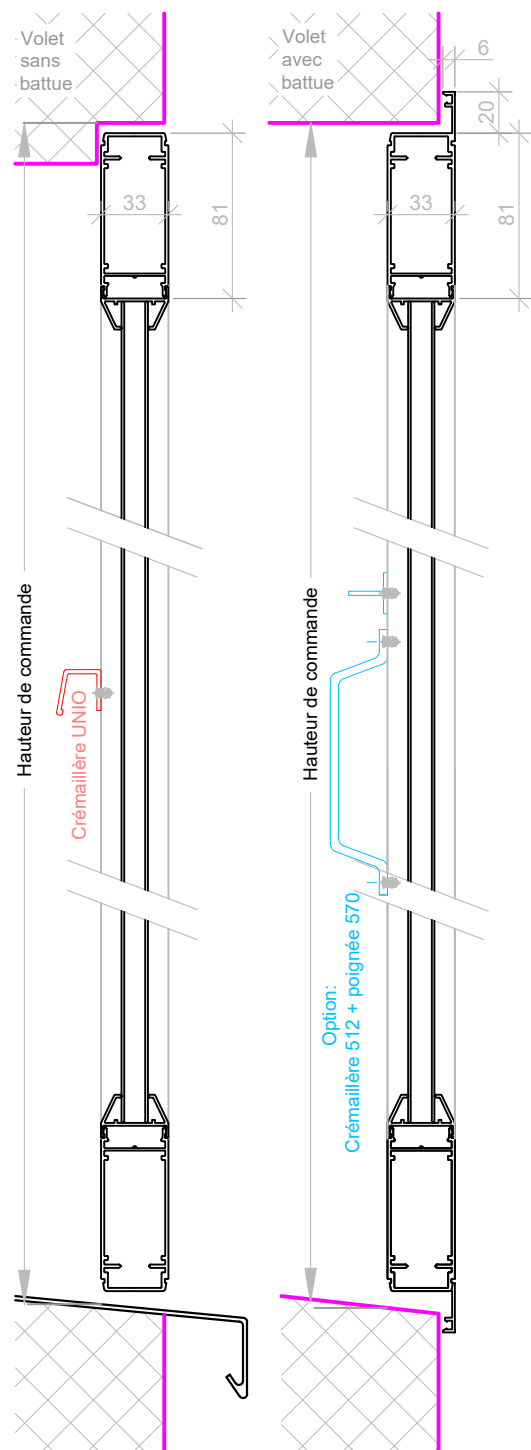 Volet
sans
battue
Volet
avec
battue
6
20
33
81
33
81
Hauteur de commande
Hauteur de commande
Crémaillère UNIO
Option:
Crémaillère 512 + poignée 570